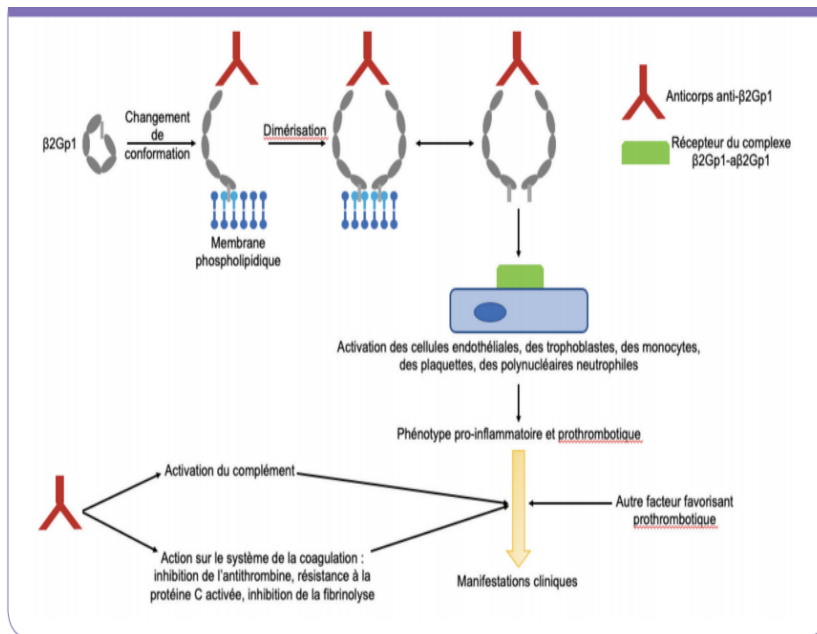 β2Gp1
Changement
de
conformation
Dimérisation
Membrane
phospholipidique
Anticorps anti-β2Gp1
Récepteur du complexe
β2Gp1-aβ2Gp1
Activation des cellules endothéliales, des trophoblastes, des monocytes,
des plaquettes, des polynucléaires neutrophiles
Phénotype pro-inflammatoire et prothrombotique
Activation du complément
Autre facteur favorisant
prothrombotique
Action sur le système de la coagulation :
inhibition de l'antithrombine, résistance à la
protéine C activée, inhibition de la fibrinolyse
Manifestations cliniques